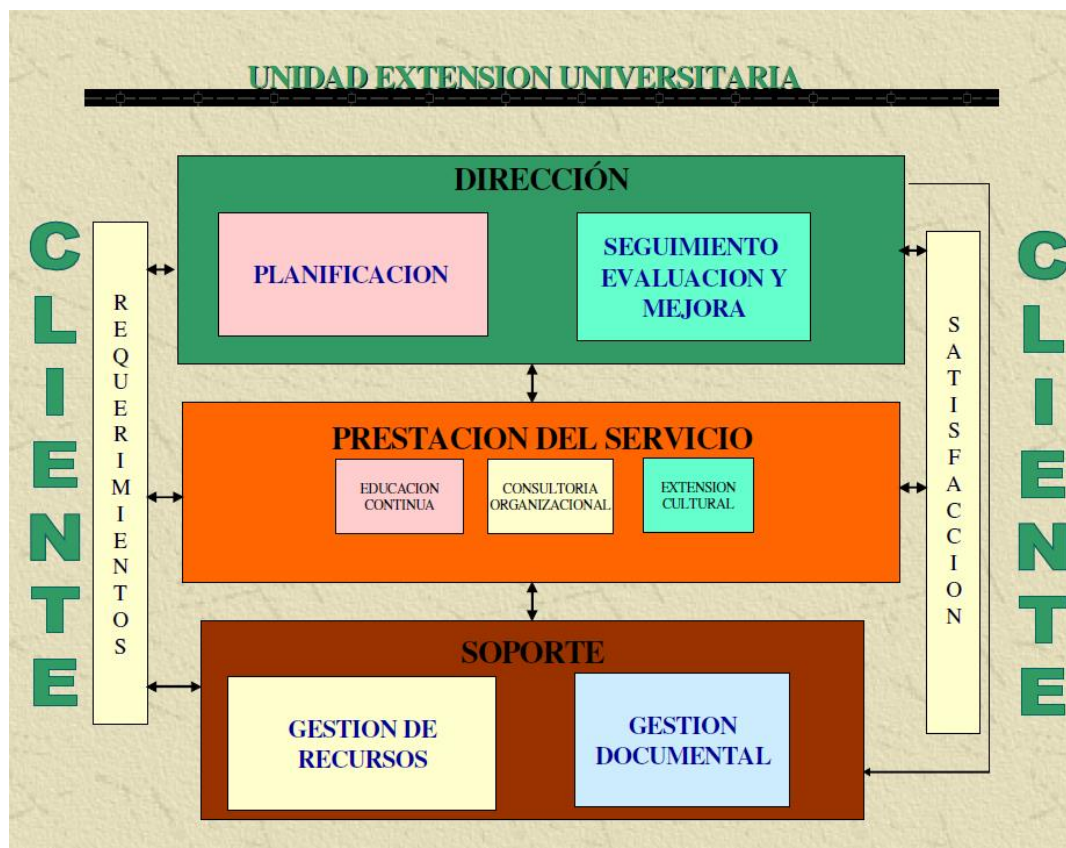 UNIDAD EXTENSION UNIVERSITARIA
CLIENTE
REQUERIMIENTOS
DIRECCIÓN
PLANIFICACION
SEGUIMIENTO
EVALUACION Y
MEJORA
PRESTACION DEL SERVICIO
EDUCACION
CONTINUA
CONSULTORIA
ORGANIZACIONAL
EXTENSION
CULTURAL
SOPORTE
GESTION DE
RECURSOS
GESTION
DOCUMENTAL
SATISFACCION
CLIENTE